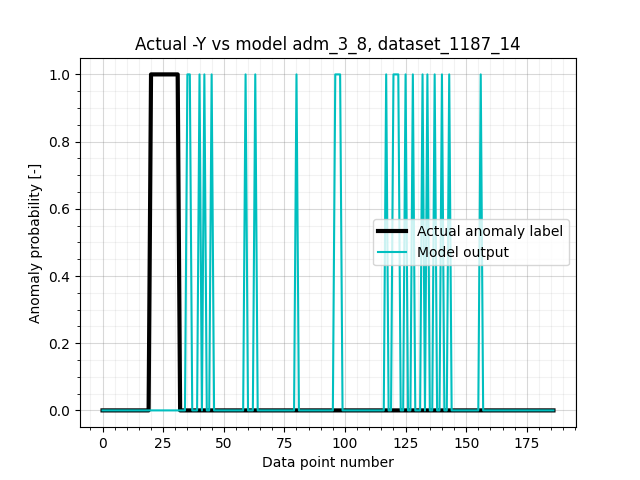 Actual -Y vs model adm_3_8, dataset_1187_14
Anomaly probability [-]
1.0
0.8
0.6
0.4
0.2
0.0
Actual anomaly label
Model output
0 25 50 75 100 125 150 175
Data point number